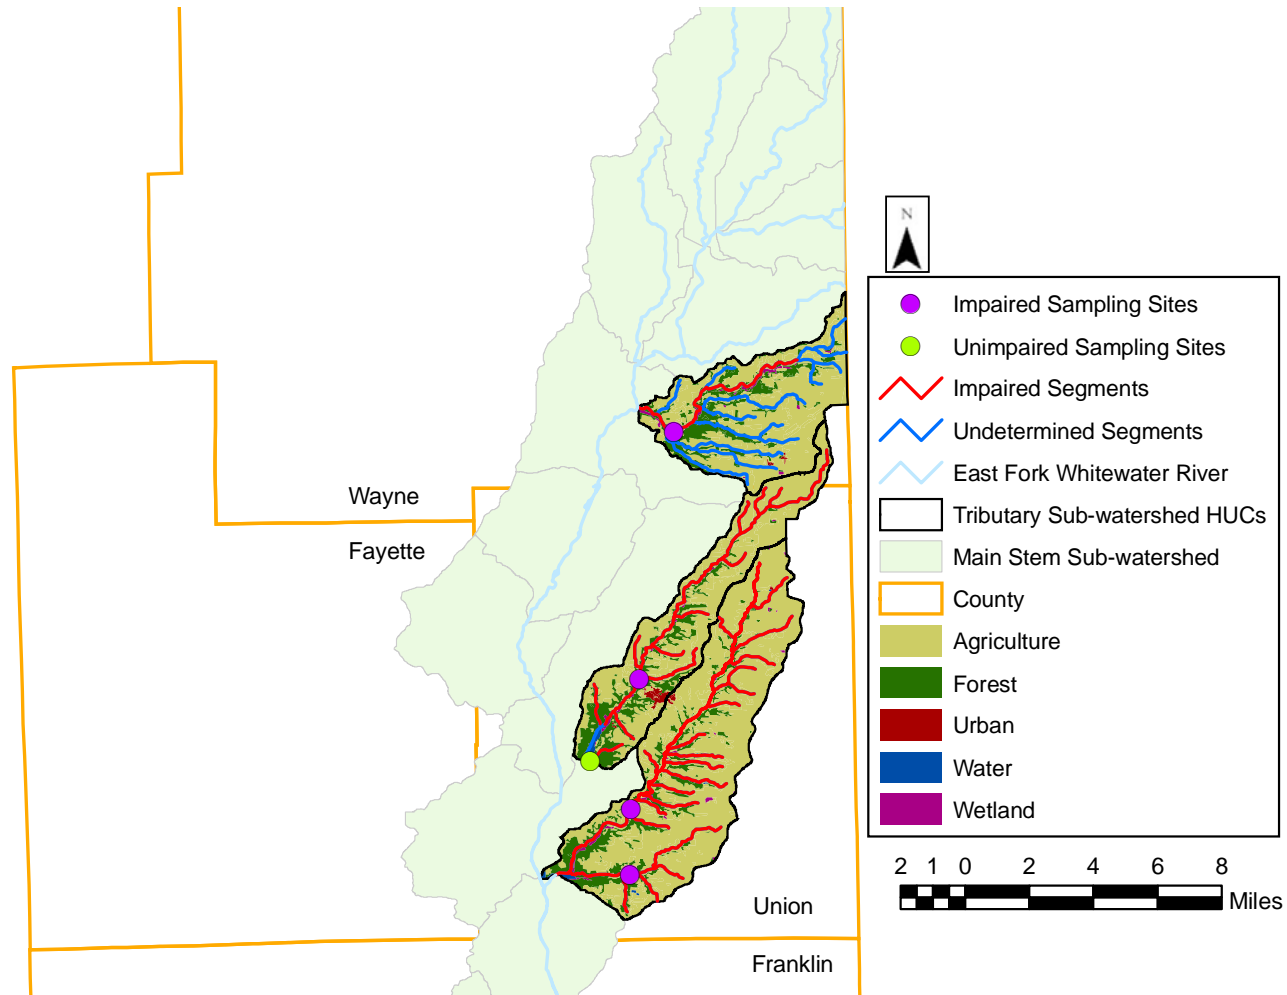 N
Impaired Sampling Sites
Unimpaired Sampling Sites
Impaired Segments
Undetermined Segments
East Fork Whitewater River
Tributary Sub-watershed HUCs
Main Stem Sub-watershed
County
Agriculture
Forest
Urban
Water
Wetland
Wayne
Fayette
2 1 0 2 4 6 8
Miles
Union
Franklin